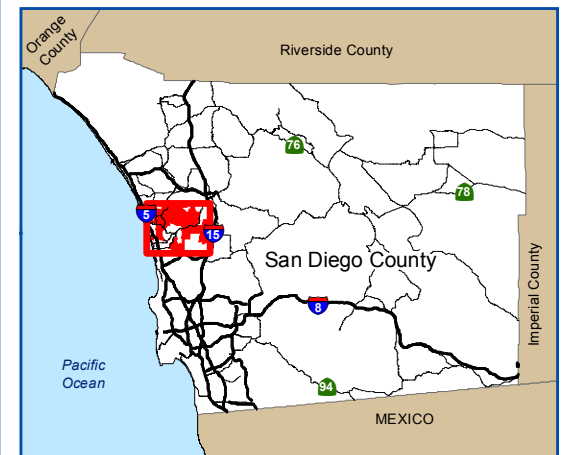 Orange
County
Riverside County
76
78
5
15
San Diego County
Imperial County
8
Pacific
Ocean
94
MEXICO